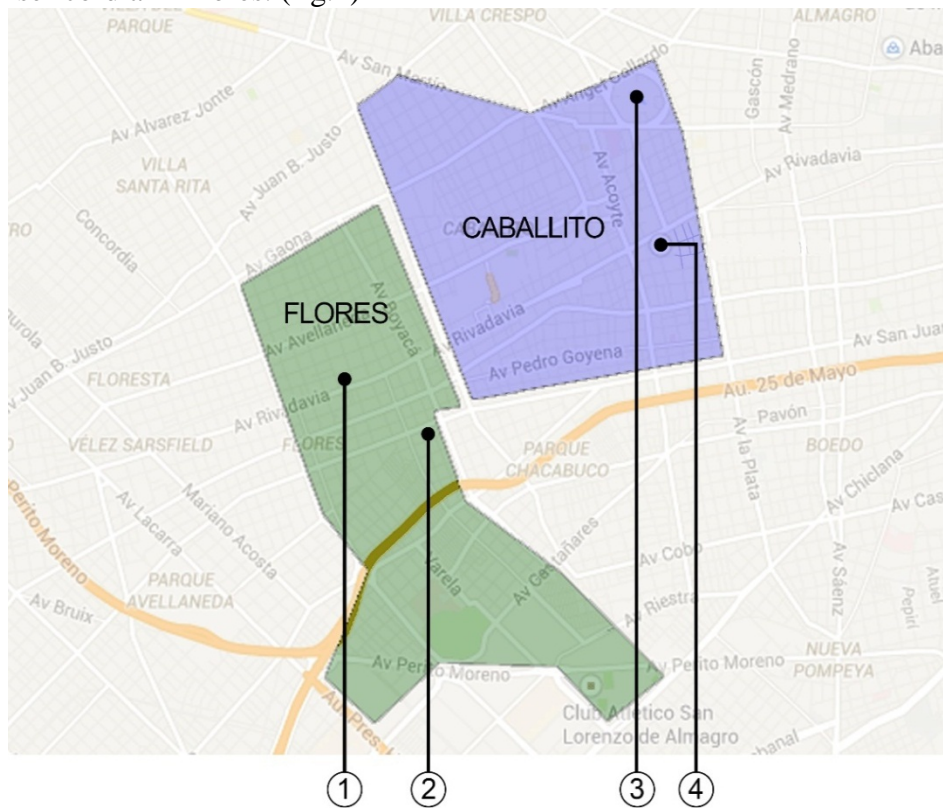 VILLA CRESPO
ALMAGRO
PARQUE
Av San Martín
Av Angel Gallardo
Aba
Gascón
Av Medrano
Av Alvarez Jonte
Av Juan B. Justo
Av Acoyte
Av Rivadavia
VILLA
SANTA RITA
Concordia
CABALLITO
Av Gaona
FLORES
Av Boyacá
Av Avellane
Av Rivadavia
Av San Juan
Av Juan B. Justo
FLORESTA
Av Pedro Goyena
Au. 25 de Mayo
Av Rivadavia
Pavón
VÉLEZ SARSFIELD
FLORES
PARQUE
CHACABUCO
Av la Plata
BOEDO
Perito Moreno
Mariano Acosta
Av Lacarra
Av Chiclana
Av Cas
Av Castañares
Av Cobo
Varela
PARQUE
AVELLANEDA
Av Sáenz
Pepirí
Atuel
Av Bruix
Av Riestra
NUEVA
POMPEYA
Av Perito Moreno
Av Perito Moreno
Club Atlético San
Lorenzo de Almagro
1 2 3 4